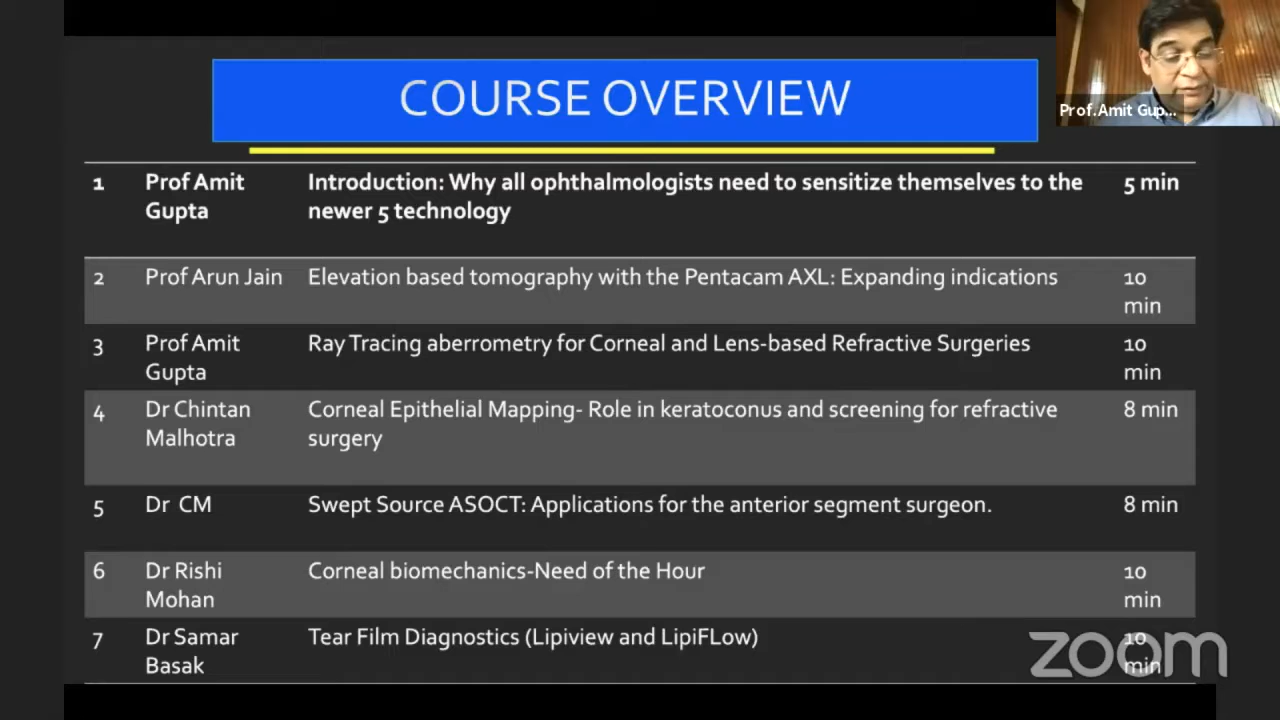 COURSE OVERVIEW
Prof.Amit Gup...
1 Prof Amit Gupta Introduction: Why all ophthalmologists need to sensitize themselves to the newer 5 technology 5 min
2 Prof Arun Jain Elevation based tomography with the Pentacam AXL: Expanding indications 10 min
3 Prof Amit Gupta Ray Tracing aberrometry for Corneal and Lens-based Refractive Surgeries 10 min
4 Dr Chintan Malhotra Corneal Epithelial Mapping- Role in keratoconus and screening for refractive surgery 8 min
5 Dr CM Swept Source ASOCT: Applications for the anterior segment surgeon. 8 min
6 Dr Rishi Mohan Corneal biomechanics-Need of the Hour 10 min
7 Dr Samar Basak Tear Film Diagnostics (Lipiview and LipiFLow) 10 min
zoom